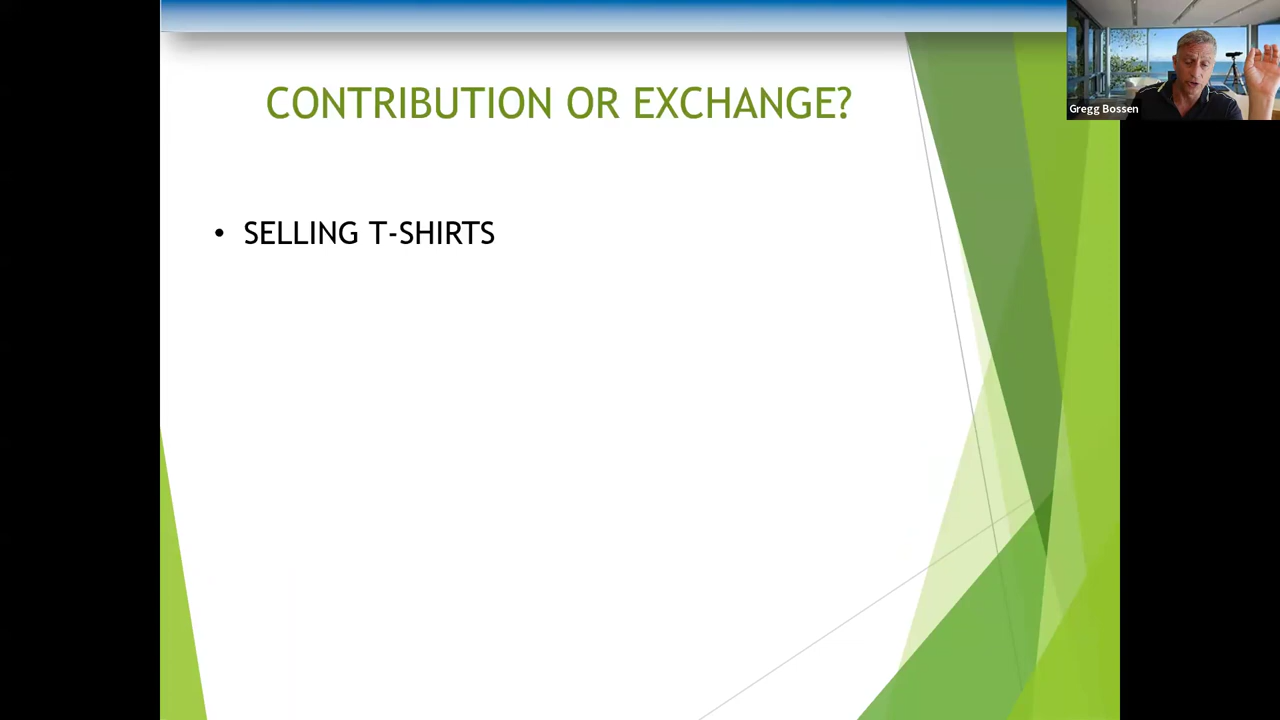 CONTRIBUTION OR EXCHANGE?
• SELLING T-SHIRTS
Gregg Bossen